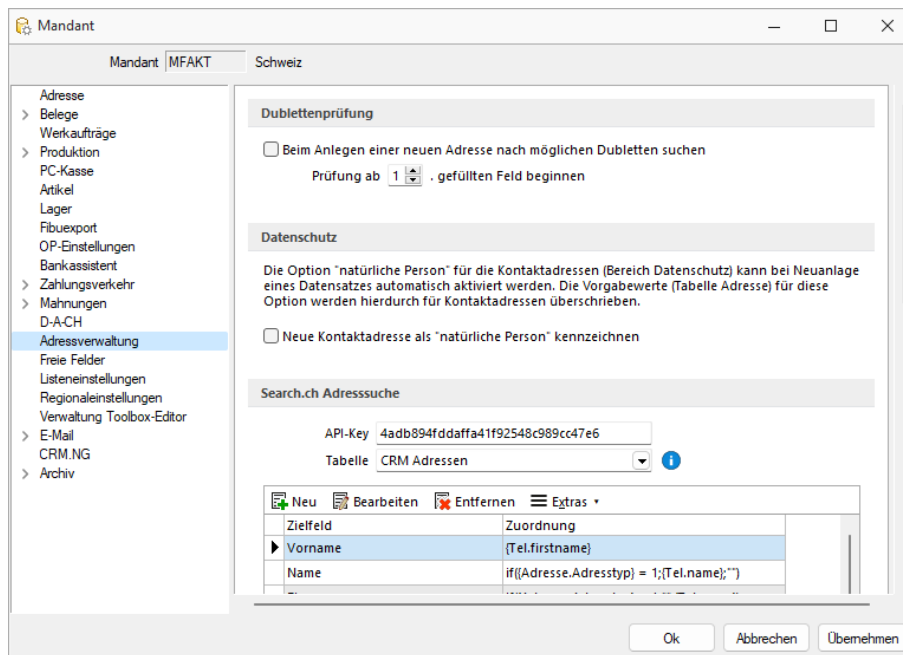 Mandant
Mandant MFAKT Schweiz
Adresse
Belege
Werkaufträge
Produktion
PC-Kasse
Artikel
Lager
Fibuexport
OP-Einstellungen
Bankassistent
Zahlungsverkehr
Mahnungen
D-A-CH
Adressverwaltung
Freie Felder
Listeneinstellungen
Regionaleinstellungen
Verwaltung Toolbox-Editor
E-Mail
CRM.NG
Archiv
Dublettenprüfung
Beim Anlegen einer neuen Adresse nach möglichen Dubletten suchen
Prüfung ab 1 . gefüllten Feld beginnen
Datenschutz
Die Option "natürliche Person" für die Kontaktadressen (Bereich Datenschutz) kann bei Neuanlage
eines Datensatzes automatisch aktiviert werden. Die Vorgabewerte (Tabelle Adresse) für diese
Option werden hierdurch für Kontaktadressen überschrieben.
Neue Kontaktadresse als "natürliche Person" kennzeichnen
Search.ch Adresssuche
API-Key 4adb894fddaffa41f92548c989cc47e6
Tabelle CRM Adressen
Neu Bearbeiten Entfernen Extras
Zielfeld Zuordnung
Vorname {Tel.firstname}
Name if({Adresse.Adresstyp} = 1;{Tel.name};"")
Ok Abbrechen Übernehmen